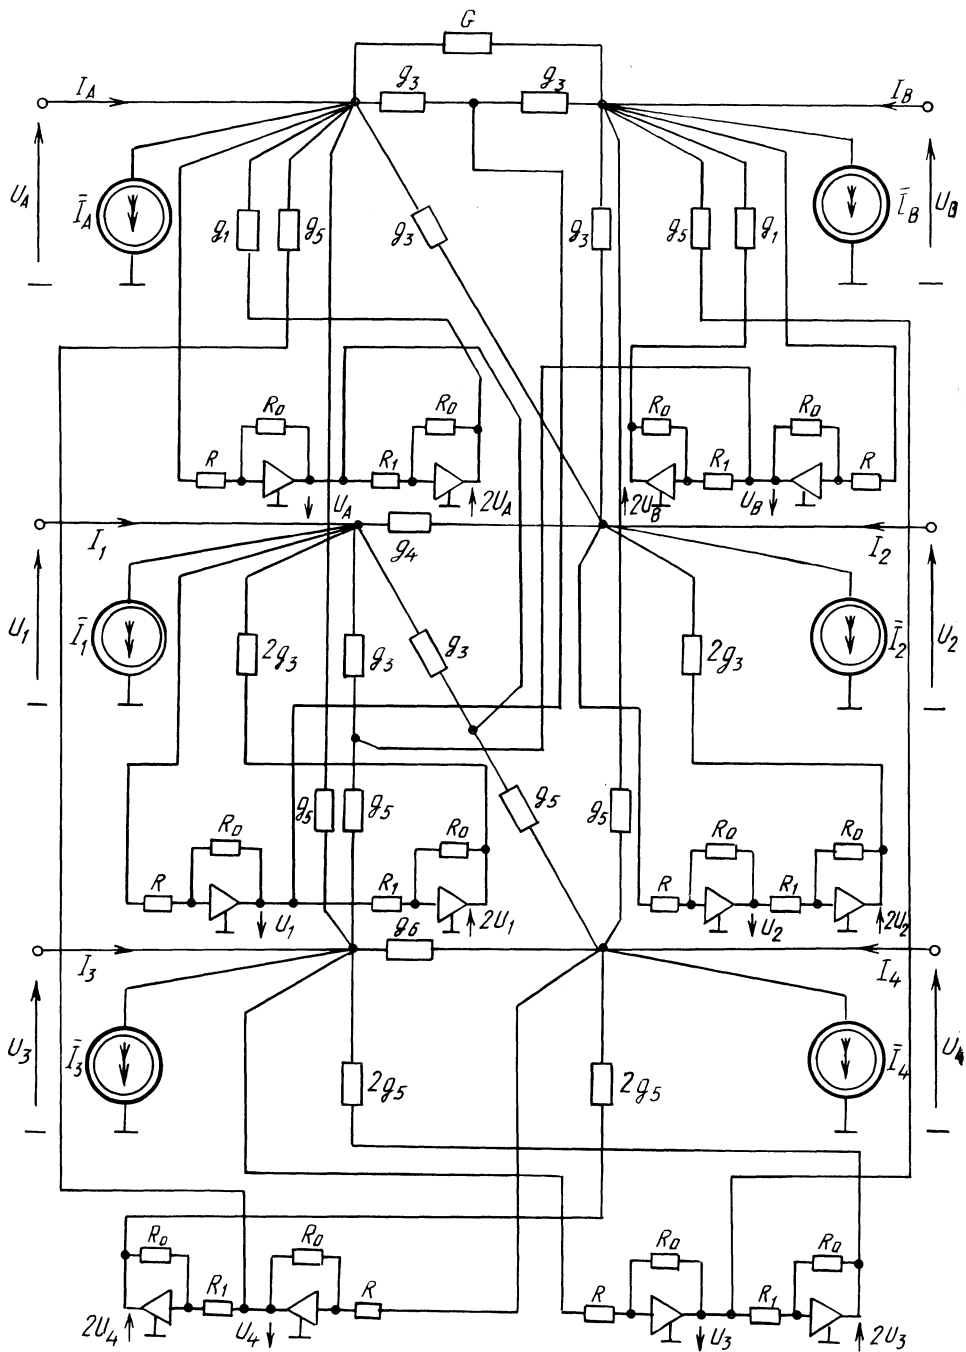 G
I_A g_3 g_3 I_B
U_A Ī_A g_1 g_5 g_3 g_3 g_5 g_1 Ī_B U_B
R_0 R_0 R_0 R_0
R R_1 R_1 R
U_A 2U_A 2U_B U_B
I_1 g_4 I_2
U_1 Ī_1 2g_3 g_3 g_3 2g_3 Ī_2 U_2
g_5 g_5 g_5 g_5
R_0 R_0 R_0 R_0
R R_1 R R_1
U_1 2U_1 U_2 2U_2
I_3 g_6 I_4
U_3 Ī_3 2g_5 2g_5 Ī_4 U_4
R_0 R_0 R_0 R_0
R_1 R R R_1
2U_4 U_4 U_3 2U_3